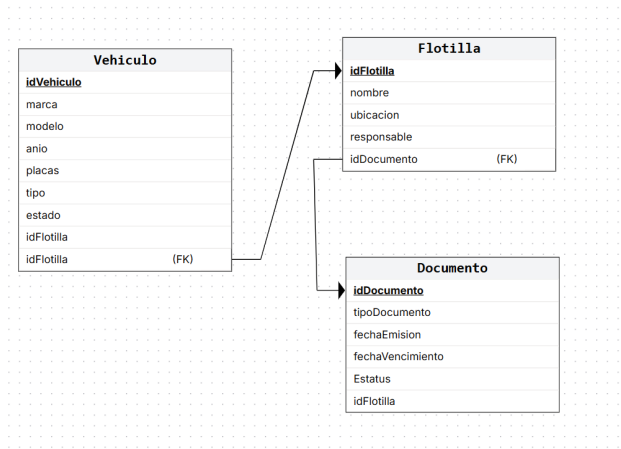 Vehiculo
idVehiculo
marca
modelo
anio
placas
tipo
estado
idFlotilla
idFlotilla (FK)
Flotilla
idFlotilla
nombre
ubicacion
responsable
idDocumento (FK)
Documento
idDocumento
tipoDocumento
fechaEmision
fechaVencimiento
Estatus
idFlotilla